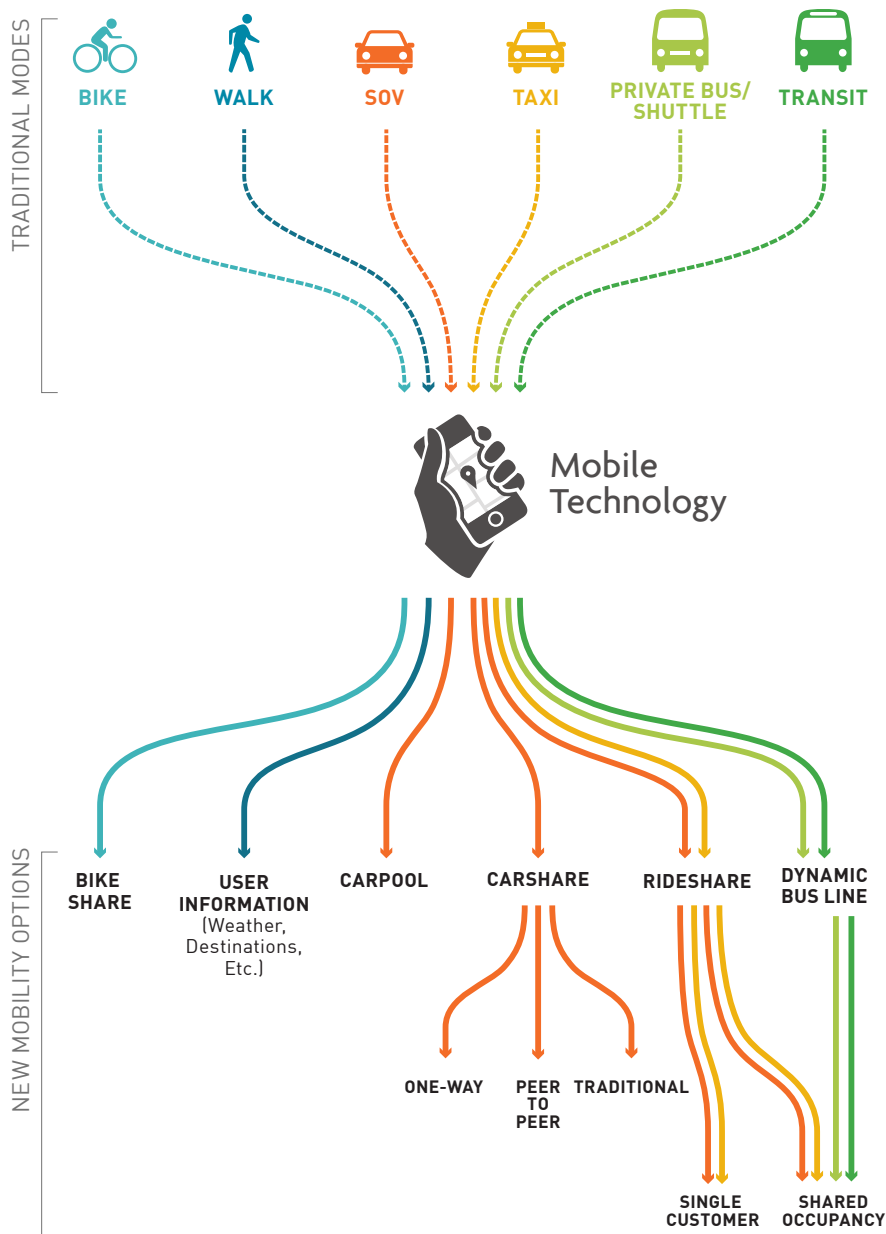 TRADITIONAL MODES
BIKE
WALK
SOV
TAXI
PRIVATE BUS/
SHUTTLE
TRANSIT
Mobile
Technology
NEW MOBILITY OPTIONS
BIKE
SHARE
USER
INFORMATION
(Weather,
Destinations,
Etc.)
CARPOOL
CARSHARE
RIDESHARE
DYNAMIC
BUS LINE
ONE-WAY
PEER
TO
PEER
TRADITIONAL
SINGLE
CUSTOMER
SHARED
OCCUPANCY